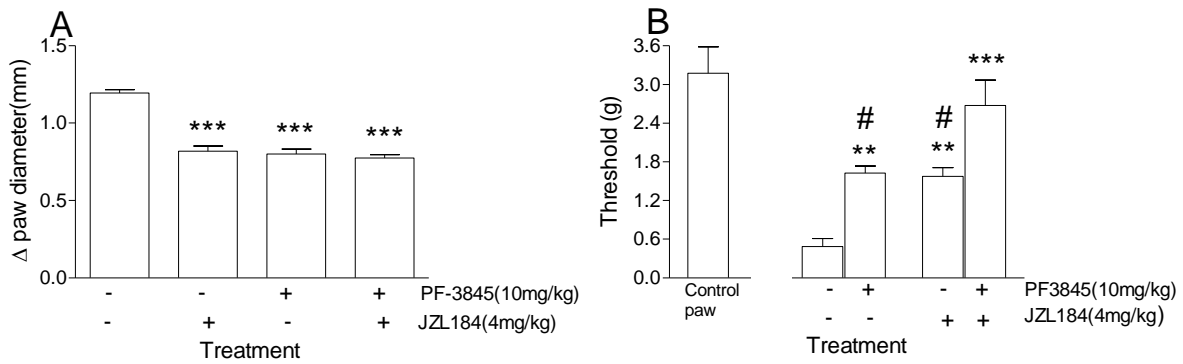 A
Δ paw diameter(mm)
1.5
1.0
0.5
0.0
*** *** ***
- - + + PF-3845(10mg/kg)
- + - + JZL184(4mg/kg)
Treatment
B
Threshold (g)
3.6
3.0
2.4
1.8
1.2
0.6
0.0
***
# #
** **
Control
paw
- + - + PF3845(10mg/kg)
- - + + JZL184(4mg/kg)
Treatment